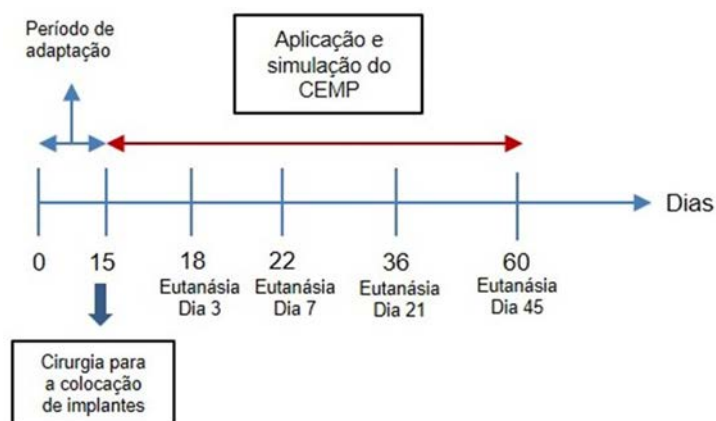 Período de
adaptação
Aplicação e
simulação do
CEMP
Dias
0
15
18
22
36
60
Eutanásia
Dia 3
Eutanásia
Dia 7
Eutanásia
Dia 21
Eutanásia
Dia 45
Cirurgia para
a colocação
de implantes